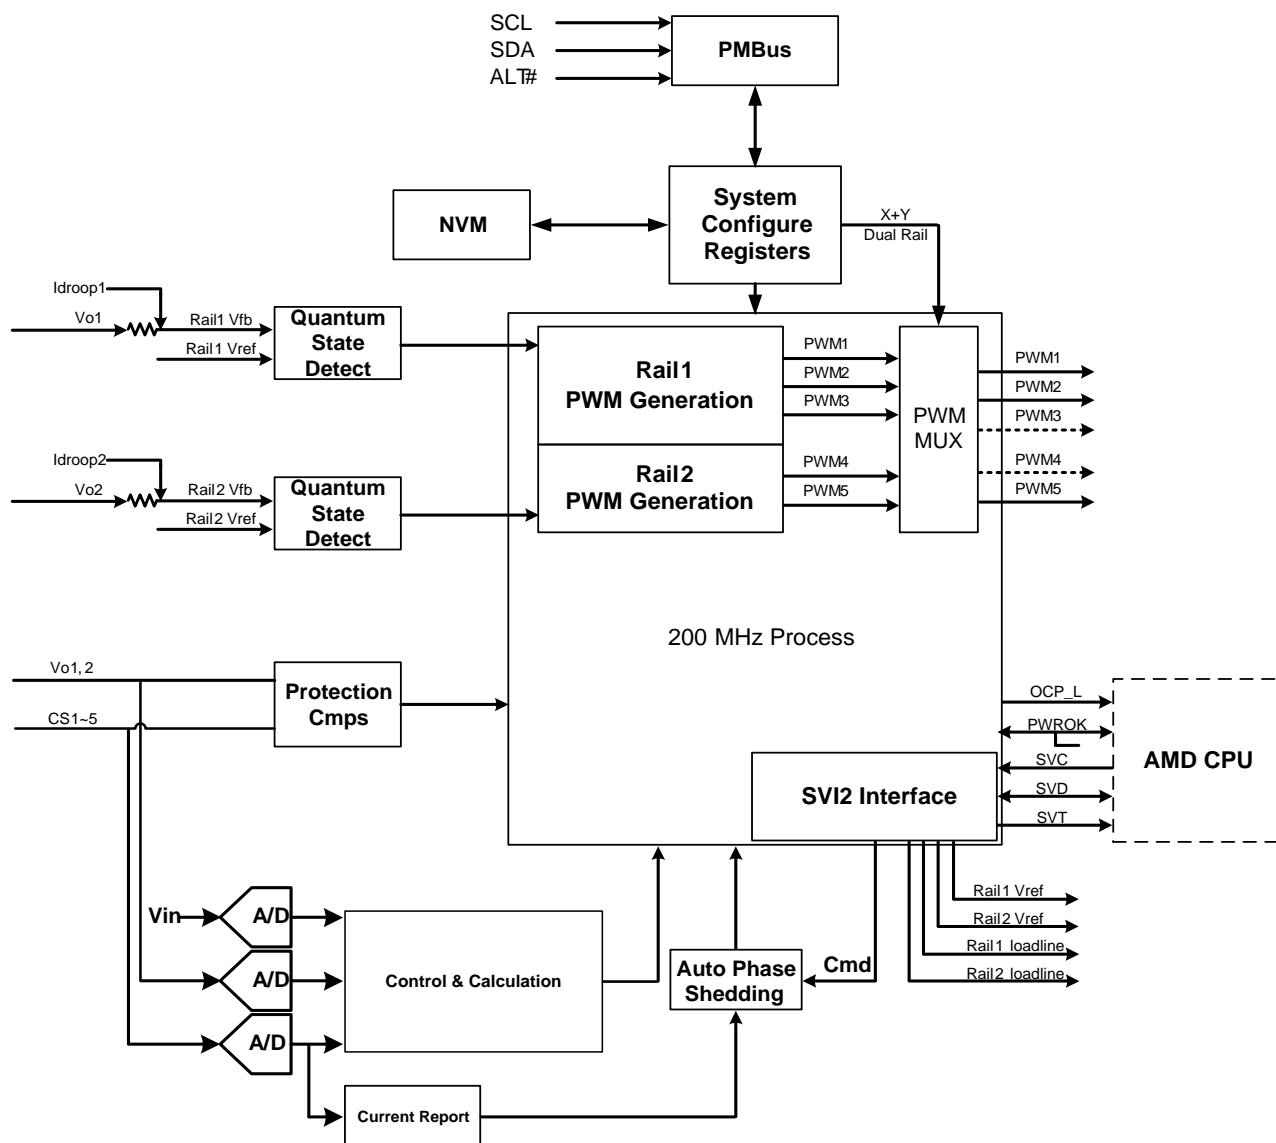 SCL
SDA
ALT#
PMBus
NVM
System
Configure
Registers
X+Y
Dual Rail
Idroop1
Vo1
Rail1 Vfb
Rail1 Vref
Quantum
State
Detect
Rail1
PWM Generation
PWM1
PWM2
PWM3
PWM
MUX
PWM1
PWM2
PWM3
PWM4
PWM5
Idroop2
Vo2
Rail2 Vfb
Rail2 Vref
Quantum
State
Detect
Rail2
PWM Generation
PWM4
PWM5
200 MHz Process
Vo1, 2
CS1~5
Protection
Cmps
OCP_L
PWROK
SVC
SVD
SVT
AMD CPU
SVI2 Interface
Vin
A/D
A/D
A/D
Control & Calculation
Current Report
Auto Phase
Shedding
Cmd
Rail1 Vref
Rail2 Vref
Rail1 loadline
Rail2 loadline